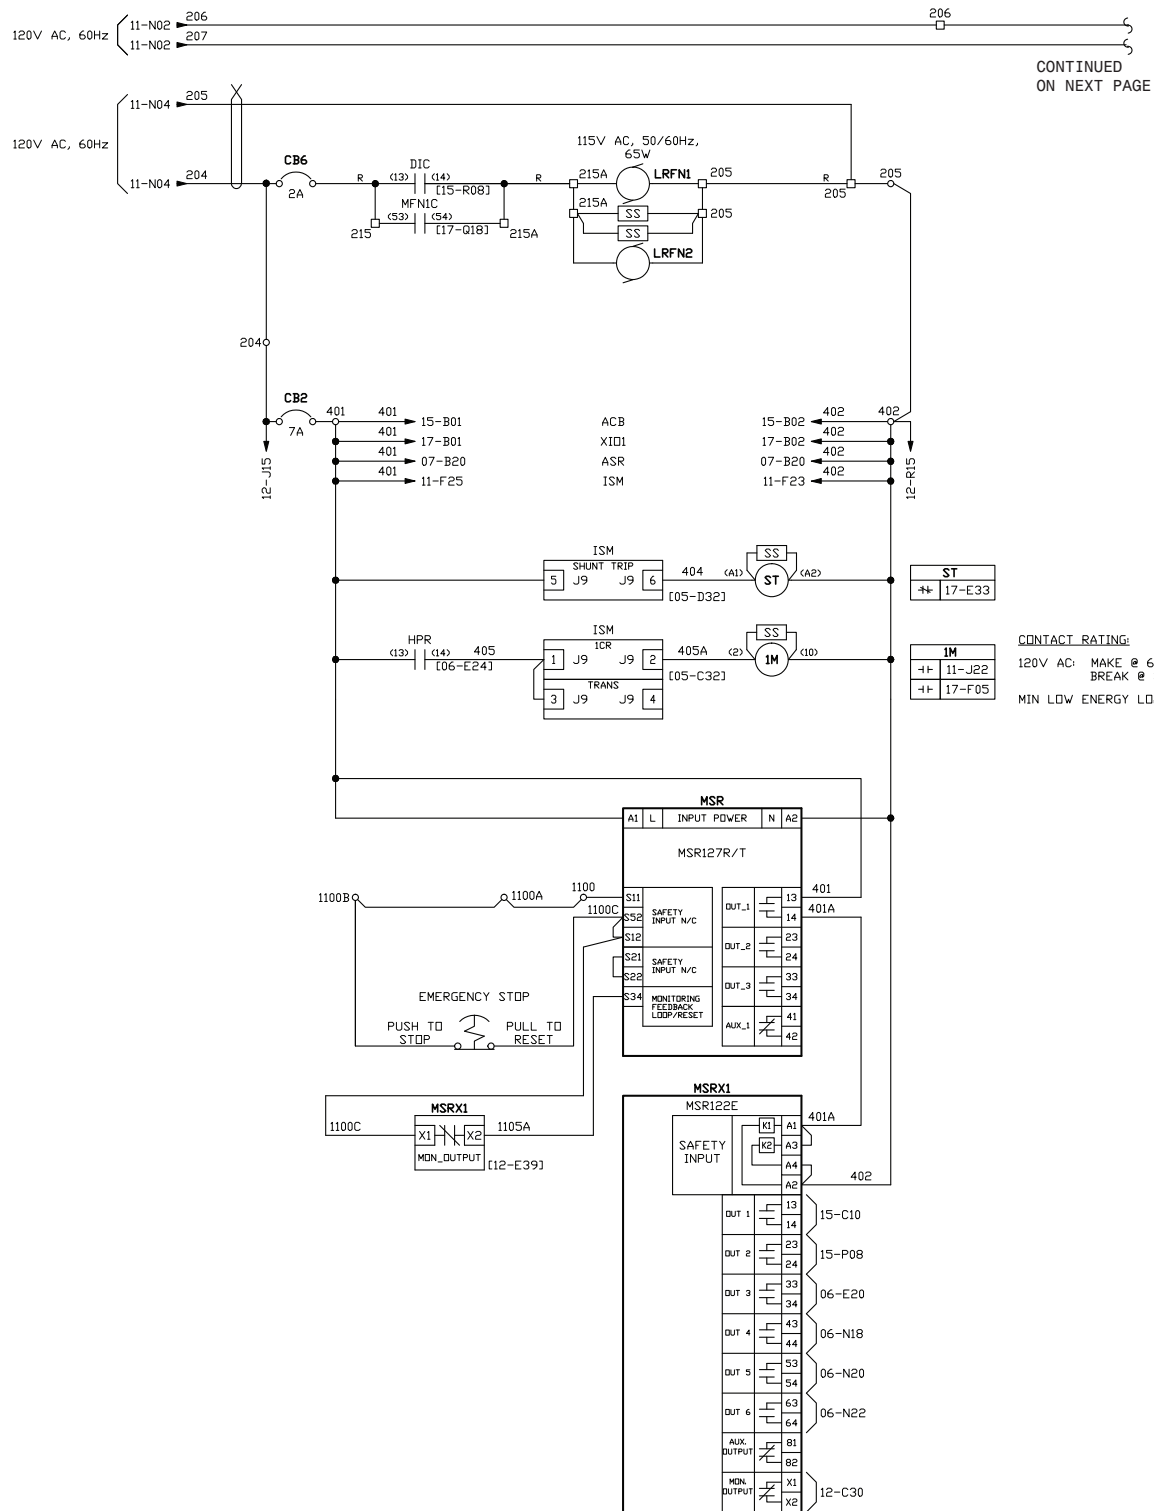 206
206
11-N02
120V AC, 60Hz
207
11-N02
CONTINUED
ON NEXT PAGE
205
11-N04
120V AC, 60Hz
115V AC, 50/60Hz,
65W
204
11-N04
CB6
2A
R
DIC
(13) (14)
[15-R08]
R
215A
LRFN1
205
R
205
205
MFN1C
(53) (54)
[17-Q18]
215
215A
215A
SS
205
SS
LRFN2
204
CB2
7A
401
401
15-B01
ACB
15-B02
402
402
401
17-B01
XIO1
17-B02
402
401
07-B20
ASR
07-B20
402
401
11-F25
ISM
11-F23
402
12-J15
12-R15
ISM
SHUNT TRIP
5 J9 J9 6
404
[05-D32]
SS
(A1) ST (A2)
ST
17-E33
HPR
(13) (14)
405
[06-E24]
ISM
1CR
1 J9 J9 2
405A
[05-C32]
SS
(2) 1M (10)
TRANS
3 J9 J9 4
1M
11-J22
17-F05
CONTACT RATING:
120V AC: MAKE @ 6
BREAK @
MIN LOW ENERGY LO
MSR
A1 L INPUT POWER N A2
MSR127R/T
1100B
1100A
1100
S11
1100C
S52
S12
SAFETY
INPUT N/C
S21
S22
SAFETY
INPUT N/C
S34
MONITORING
FEEDBACK
LOOP/RESET
OUT_1
13
401
14
401A
OUT_2
23
24
OUT_3
33
34
AUX_1
41
42
EMERGENCY STOP
PUSH TO
STOP
PULL TO
RESET
MSRX1
1100C
X1 X2
1105A
MON_OUTPUT
[12-E39]
MSRX1
MSR122E
SAFETY
INPUT
K1
A1
401A
K2
A3
A4
A2
402
OUT 1
13
14
15-C10
OUT 2
23
24
15-P08
OUT 3
33
34
06-E20
OUT 4
43
44
06-N18
OUT 5
53
54
06-N20
OUT 6
63
64
06-N22
AUX.
OUTPUT
81
82
MON.
OUTPUT
X1
X2
12-C30